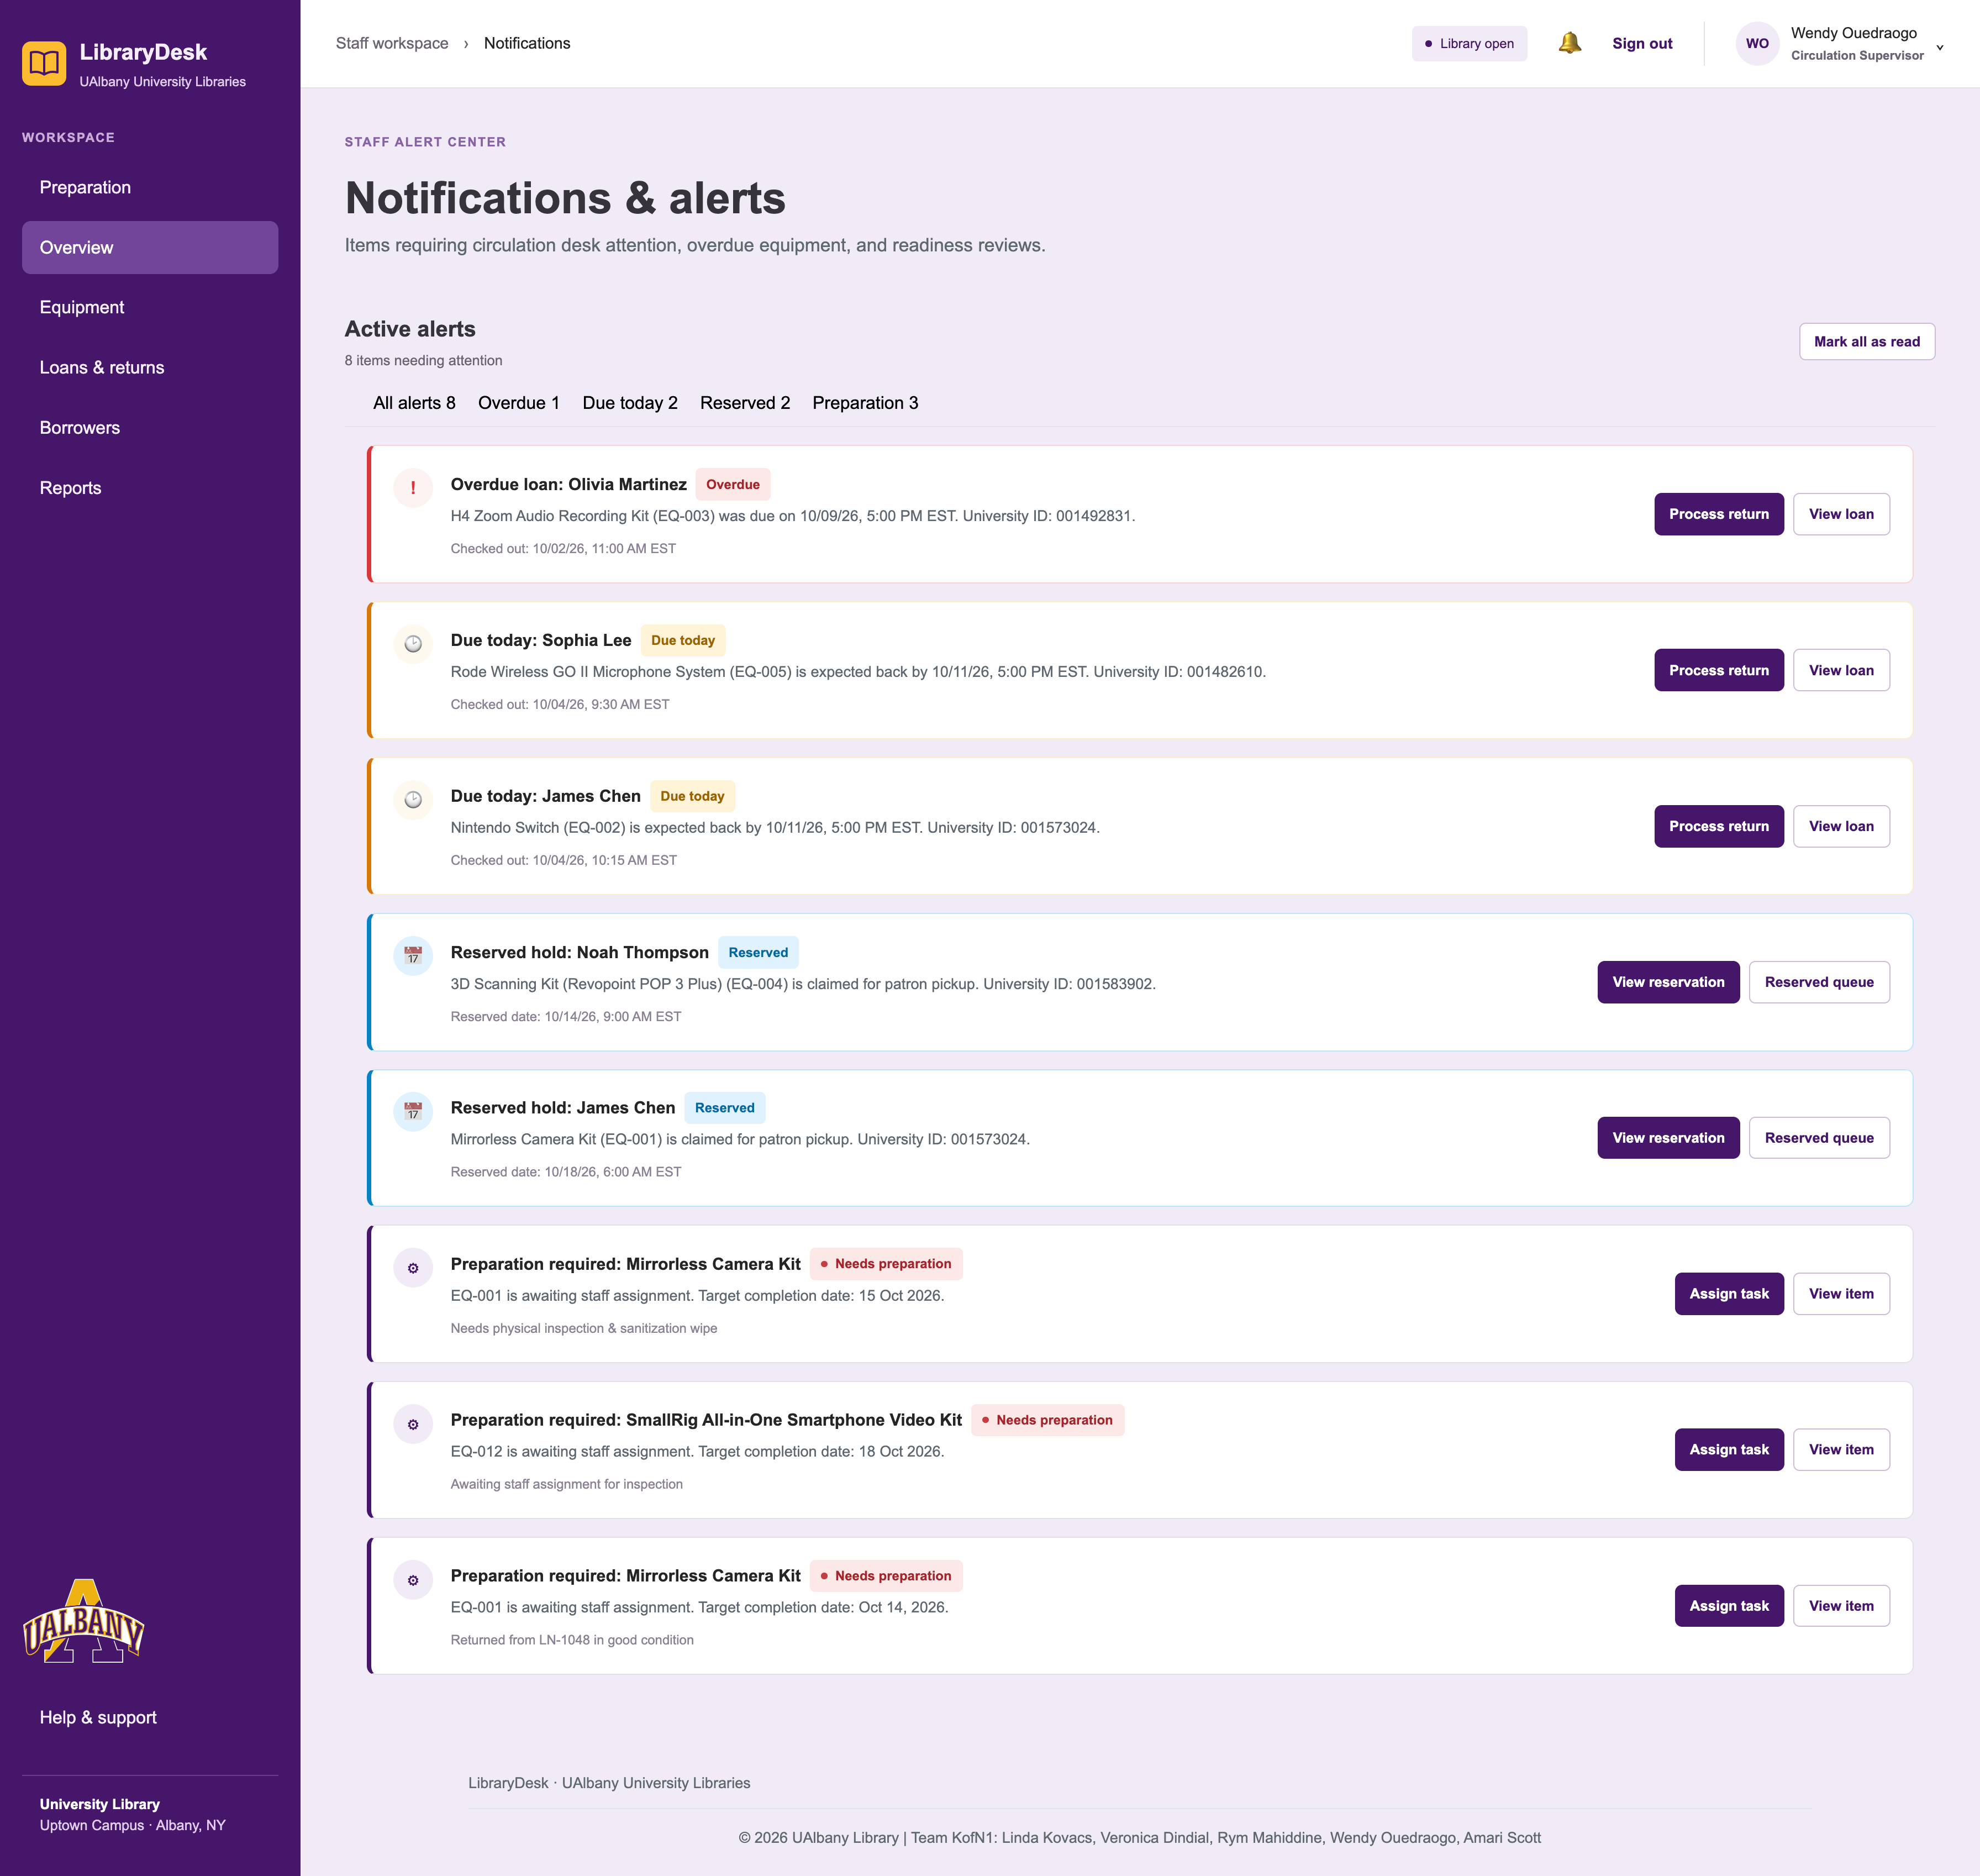 LibraryDesk
UAlbany University Libraries
WORKSPACE
Preparation
Overview
Equipment
Loans & returns
Borrowers
Reports
UALBANY
Help & support
University Library
Uptown Campus · Albany, NY
Staff workspace › Notifications
Library open
Sign out
WO
Wendy Ouedraogo
Circulation Supervisor
STAFF ALERT CENTER
Notifications & alerts
Items requiring circulation desk attention, overdue equipment, and readiness reviews.
Active alerts
8 items needing attention
Mark all as read
All alerts 8 Overdue 1 Due today 2 Reserved 2 Preparation 3
! Overdue loan: Olivia Martinez Overdue
H4 Zoom Audio Recording Kit (EQ-003) was due on 10/09/26, 5:00 PM EST. University ID: 001492831.
Checked out: 10/02/26, 11:00 AM EST
Process return View loan
Due today: Sophia Lee Due today
Rode Wireless GO II Microphone System (EQ-005) is expected back by 10/11/26, 5:00 PM EST. University ID: 001482610.
Checked out: 10/04/26, 9:30 AM EST
Process return View loan
Due today: James Chen Due today
Nintendo Switch (EQ-002) is expected back by 10/11/26, 5:00 PM EST. University ID: 001573024.
Checked out: 10/04/26, 10:15 AM EST
Process return View loan
17
Reserved hold: Noah Thompson Reserved
3D Scanning Kit (Revopoint POP 3 Plus) (EQ-004) is claimed for patron pickup. University ID: 001583902.
Reserved date: 10/14/26, 9:00 AM EST
View reservation Reserved queue
17
Reserved hold: James Chen Reserved
Mirrorless Camera Kit (EQ-001) is claimed for patron pickup. University ID: 001573024.
Reserved date: 10/18/26, 6:00 AM EST
View reservation Reserved queue
Preparation required: Mirrorless Camera Kit Needs preparation
EQ-001 is awaiting staff assignment. Target completion date: 15 Oct 2026.
Needs physical inspection & sanitization wipe
Assign task View item
Preparation required: SmallRig All-in-One Smartphone Video Kit Needs preparation
EQ-012 is awaiting staff assignment. Target completion date: 18 Oct 2026.
Awaiting staff assignment for inspection
Assign task View item
Preparation required: Mirrorless Camera Kit Needs preparation
EQ-001 is awaiting staff assignment. Target completion date: Oct 14, 2026.
Returned from LN-1048 in good condition
Assign task View item
LibraryDesk · UAlbany University Libraries
© 2026 UAlbany Library | Team KofN1: Linda Kovacs, Veronica Dindial, Rym Mahiddine, Wendy Ouedraogo, Amari Scott